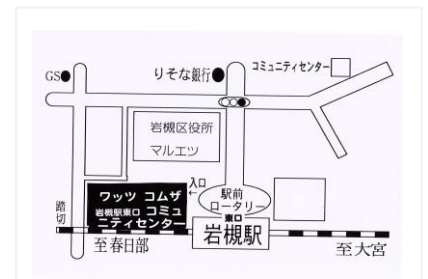 コミュニティセンター
GS
りそな銀行
岩槻区役所
マルエツ
入口
←
駅前
ロータリー
東口
ワッツ コムザ
岩槻駅東口 コミュ
ニティセンター
踏切
岩槻駅
至春日部
至大宮